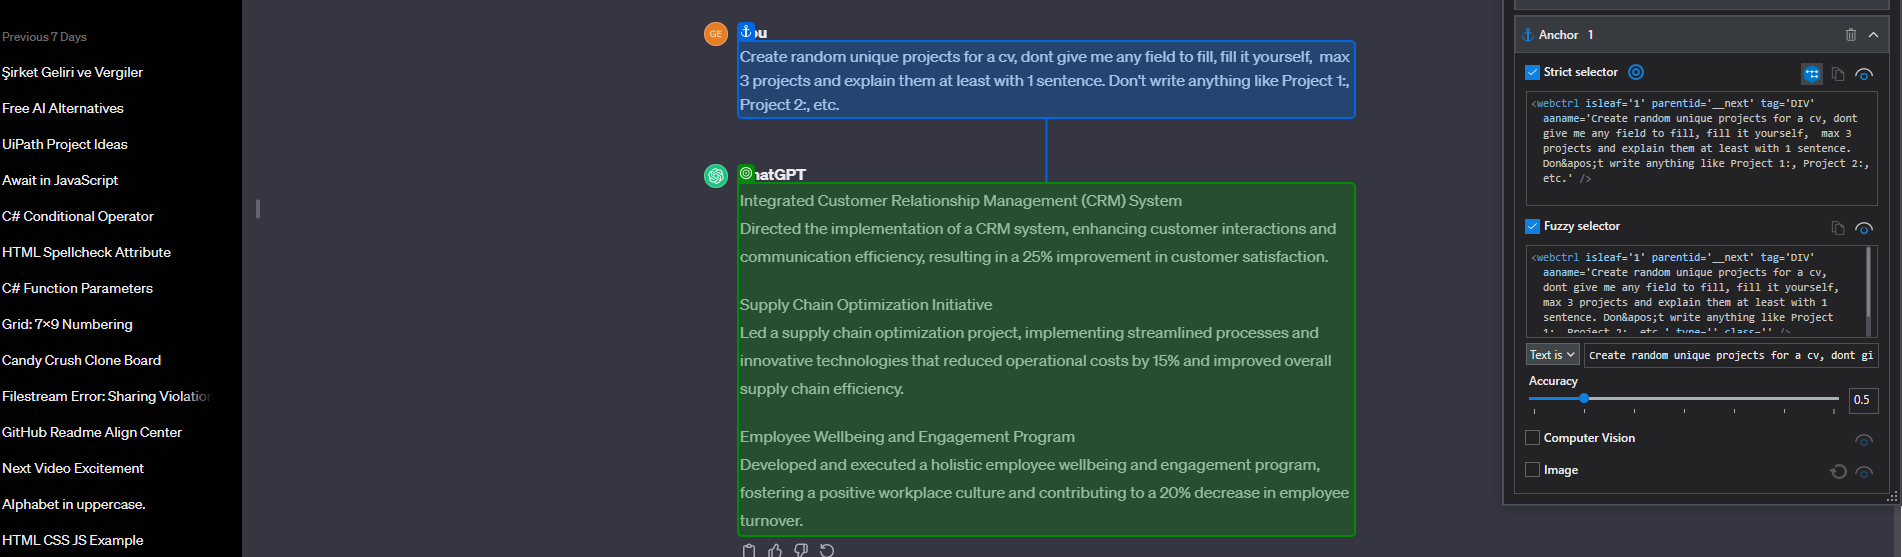 Previous 7 Days
Şirket Geliri ve Vergiler
Free AI Alternatives
UiPath Project Ideas
Await in JavaScript
C# Conditional Operator
HTML Spellcheck Attribute
C# Function Parameters
Grid: 7×9 Numbering
Candy Crush Clone Board
Filestream Error: Sharing Violation
GitHub Readme Align Center
Next Video Excitement
Alphabet in uppercase.
HTML CSS JS Example
GE
ou
Create random unique projects for a cv, dont give me any field to fill, fill it yourself,  max
3 projects and explain them at least with 1 sentence. Don't write anything like Project 1:,
Project 2:, etc.
hatGPT
Integrated Customer Relationship Management (CRM) System
Directed the implementation of a CRM system, enhancing customer interactions and
communication efficiency, resulting in a 25% improvement in customer satisfaction.
Supply Chain Optimization Initiative
Led a supply chain optimization project, implementing streamlined processes and
innovative technologies that reduced operational costs by 15% and improved overall
supply chain efficiency.
Employee Wellbeing and Engagement Program
Developed and executed a holistic employee wellbeing and engagement program,
fostering a positive workplace culture and contributing to a 20% decrease in employee
turnover.
Anchor 1
Strict selector
<webctrl isleaf='1' parentid='__next' tag='DIV'
aaname='Create random unique projects for a cv, dont
give me any field to fill, fill it yourself,  max 3
projects and explain them at least with 1 sentence.
Don&apos;t write anything like Project 1:, Project 2:,
etc.' />
Fuzzy selector
<webctrl isleaf='1' parentid='__next' tag='DIV'
aaname='Create random unique projects for a cv,
dont give me any field to fill, fill it yourself,
max 3 projects and explain them at least with 1
sentence. Don&apos;t write anything like Project
1:, Project 2:, etc.' type='' class='' />
Text is
Create random unique projects for a cv, dont gi
Accuracy
0.5
Computer Vision
Image